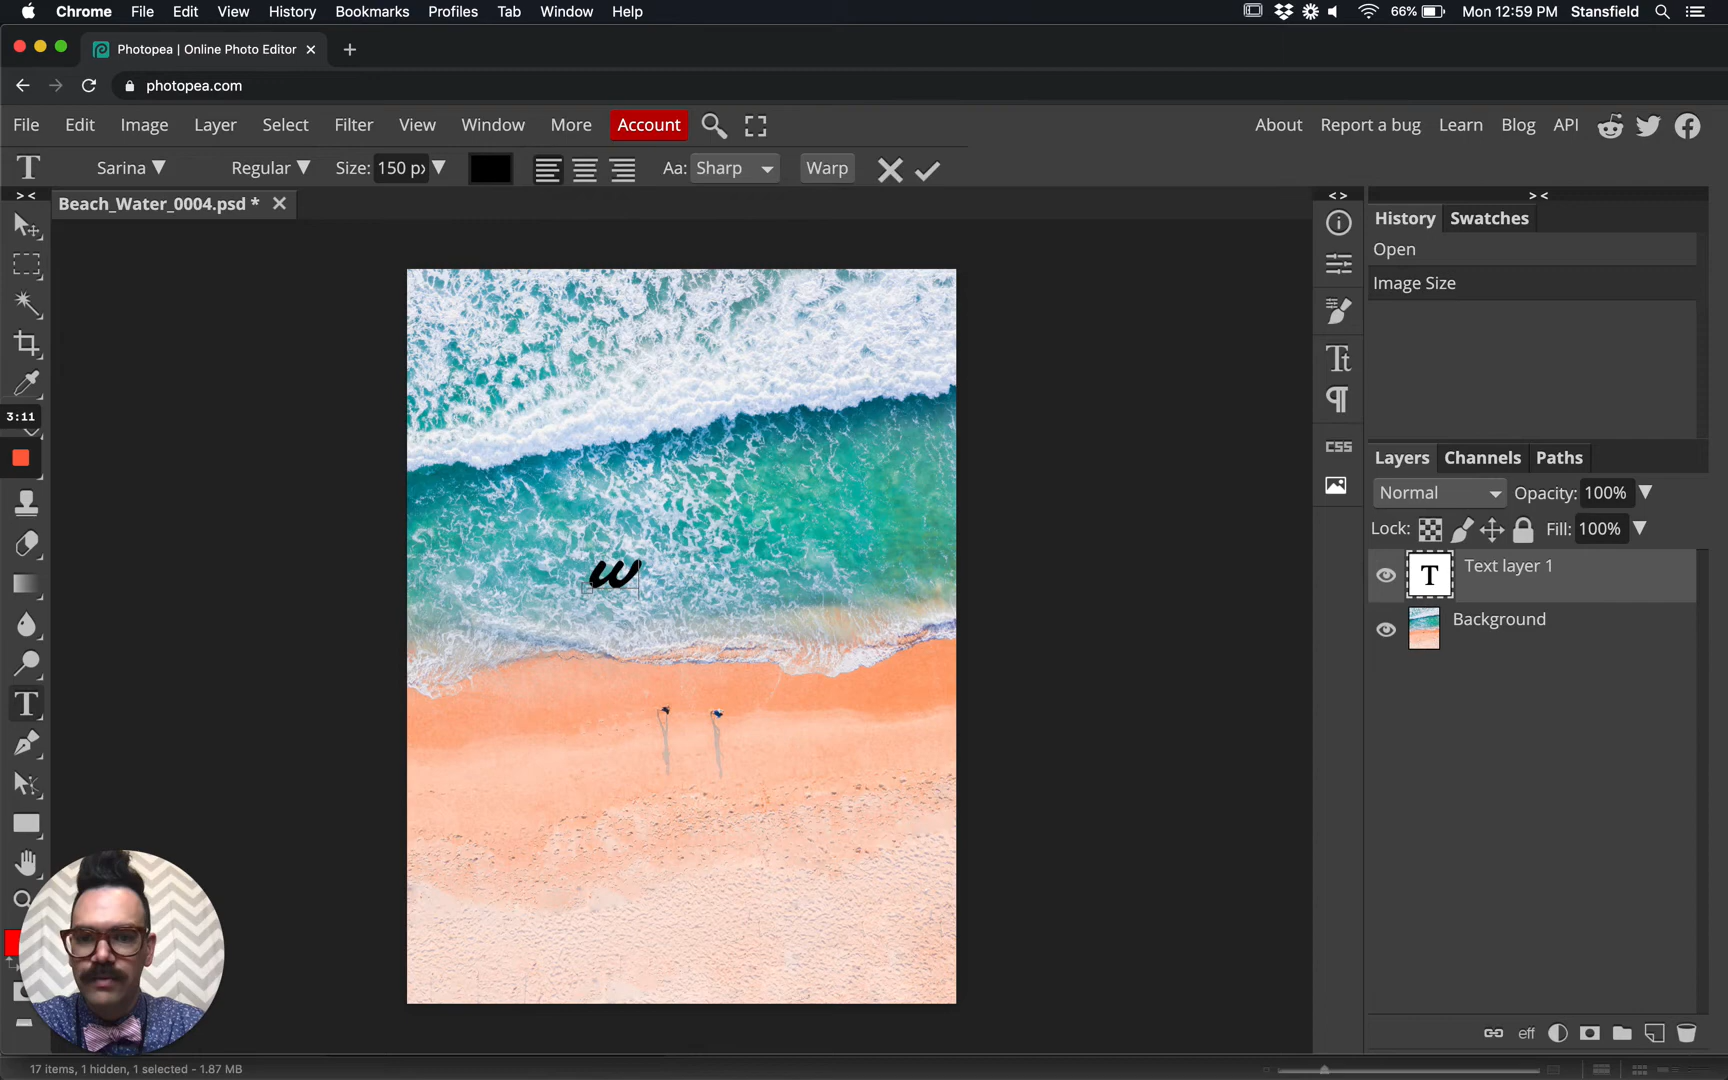 Chrome File Edit View History Bookmarks Profiles Tab Window Help 66% Mon 12:59 PM Stansfield
Photopea | Online Photo Editor
photopea.com
File Edit Image Layer Select Filter View Window More Account About Report a bug Learn Blog API
T Sarina Regular Size: 150 px Aa: Sharp Warp
> < Beach_Water_0004.psd * < > > <
History Swatches
Open
Image Size
3:11
Tt
CSS
Layers Channels Paths
Normal Opacity: 100%
Lock: Fill: 100%
T Text layer 1
w
Background
T
eff
17 items, 1 hidden, 1 selected - 1.87 MB